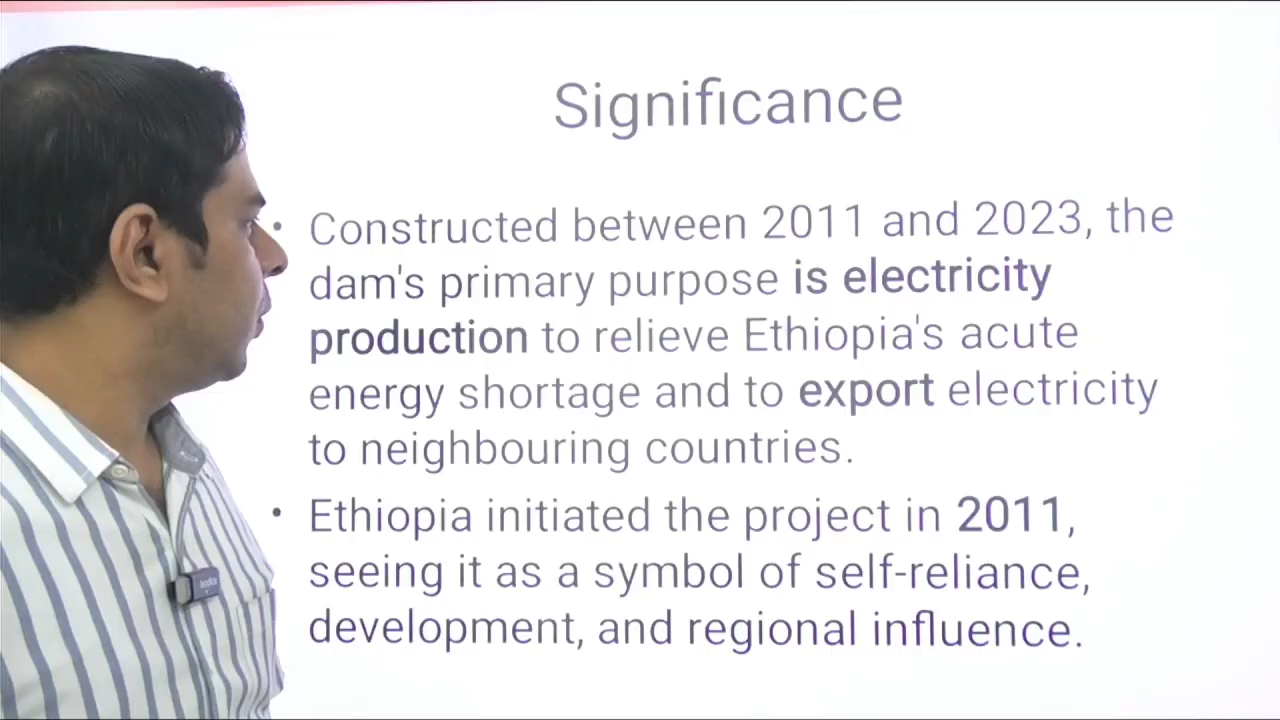 Significance
• Constructed between 2011 and 2023, the
dam's primary purpose is electricity
production to relieve Ethiopia's acute
energy shortage and to export electricity
to neighbouring countries.
• Ethiopia initiated the project in 2011,
seeing it as a symbol of self-reliance,
development, and regional influence.